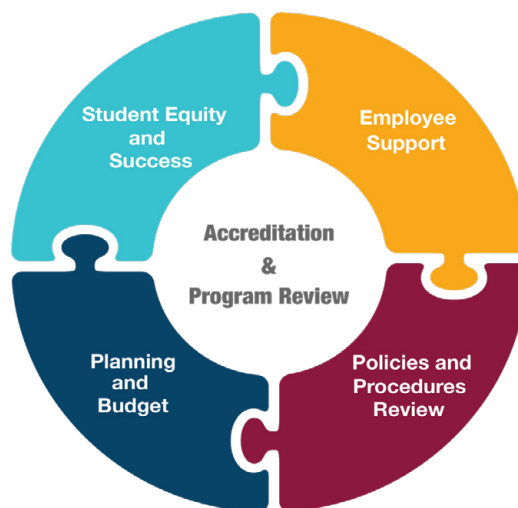 Student Equity
and
Success
Employee
Support
Accreditation
&
Program Review
Planning
and
Budget
Policies and
Procedures
Review